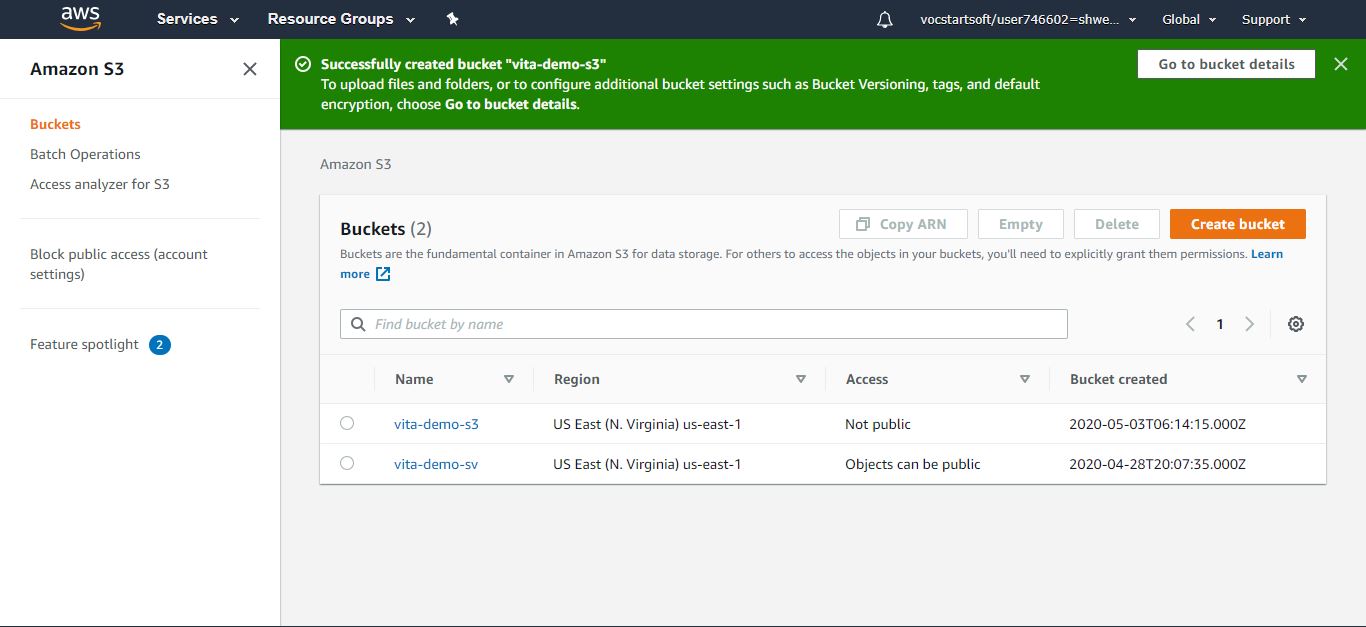 aws
Services
Resource Groups
vocstartsoft/user746602=shwe...
Global
Support
Amazon S3
Buckets
Batch Operations
Access analyzer for S3
Block public access (account
settings)
Feature spotlight 2
Successfully created bucket "vita-demo-s3"
To upload files and folders, or to configure additional bucket settings such as Bucket Versioning, tags, and default
encryption, choose Go to bucket details.
Go to bucket details
Amazon S3
Buckets (2)
Copy ARN
Empty
Delete
Create bucket
Buckets are the fundamental container in Amazon S3 for data storage. For others to access the objects in your buckets, you'll need to explicitly grant them permissions. Learn
more
Find bucket by name
1
Name Region Access Bucket created
vita-demo-s3 US East (N. Virginia) us-east-1 Not public 2020-05-03T06:14:15.000Z
vita-demo-sv US East (N. Virginia) us-east-1 Objects can be public 2020-04-28T20:07:35.000Z